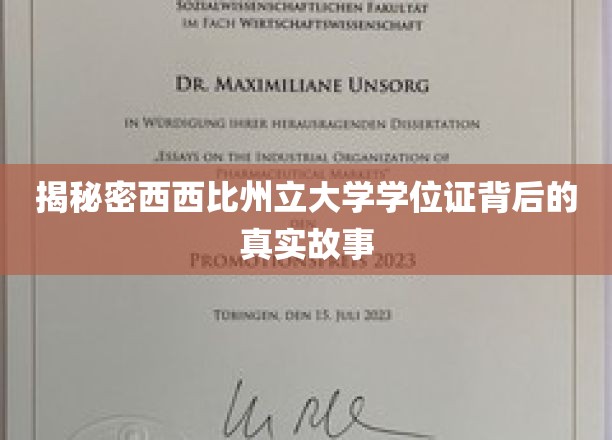 SOZIALWISSENSCHAFTLICHEN FAKULTÄT
IM FACH WIRTSCHAFTSWISSENSCHAFT
DR. MAXIMILIANE UNSORG
IN WÜRDIGUNG IHRER HERAUSRAGENDEN DISSERTATION
„ESSAYS ON THE INDUSTRIAL ORGANIZATION OF
PHARMACEUTICAL MARKETS"
揭秘密西西比州立大学学位证背后的
真实故事
PROMOTIONSPREIS 2023
TÜBINGEN, DEN 15. JULI 2023